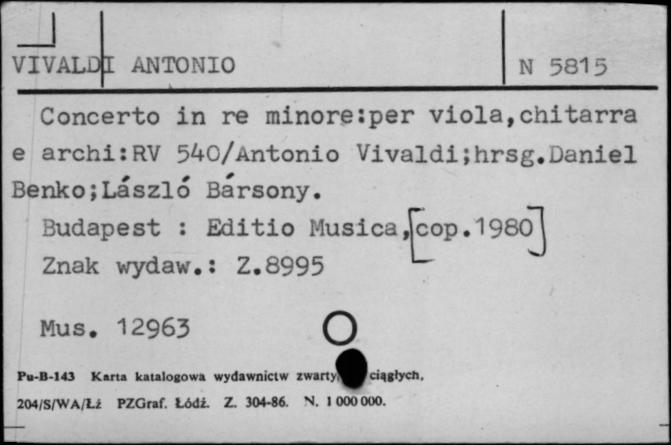 VIVALDI ANTONIO N 5815
Concerto in re minore:per viola,chitarra
e archi:RV 540/Antonio Vivaldi;hrsg.Daniel
Benko;László Bársony.
Budapest : Editio Musica,[cop.1980]
Znak wydaw.: Z.8995
Mus. 12963
Pu-B-143 Karta katalogowa wydawnictw ciągłych.
204/S/WA/Łż PZGraf. Łódź. Z. 304-86. N. 1 000 000.